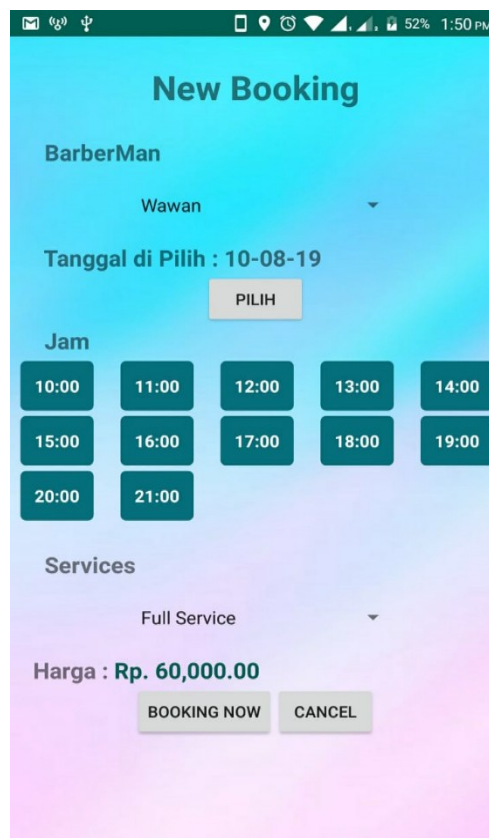 52% 1:50 PM
New Booking
BarberMan
Wawan
Tanggal di Pilih : 10-08-19
PILIH
Jam
10:00 11:00 12:00 13:00 14:00
15:00 16:00 17:00 18:00 19:00
20:00 21:00
Services
Full Service
Harga : Rp. 60,000.00
BOOKING NOW CANCEL